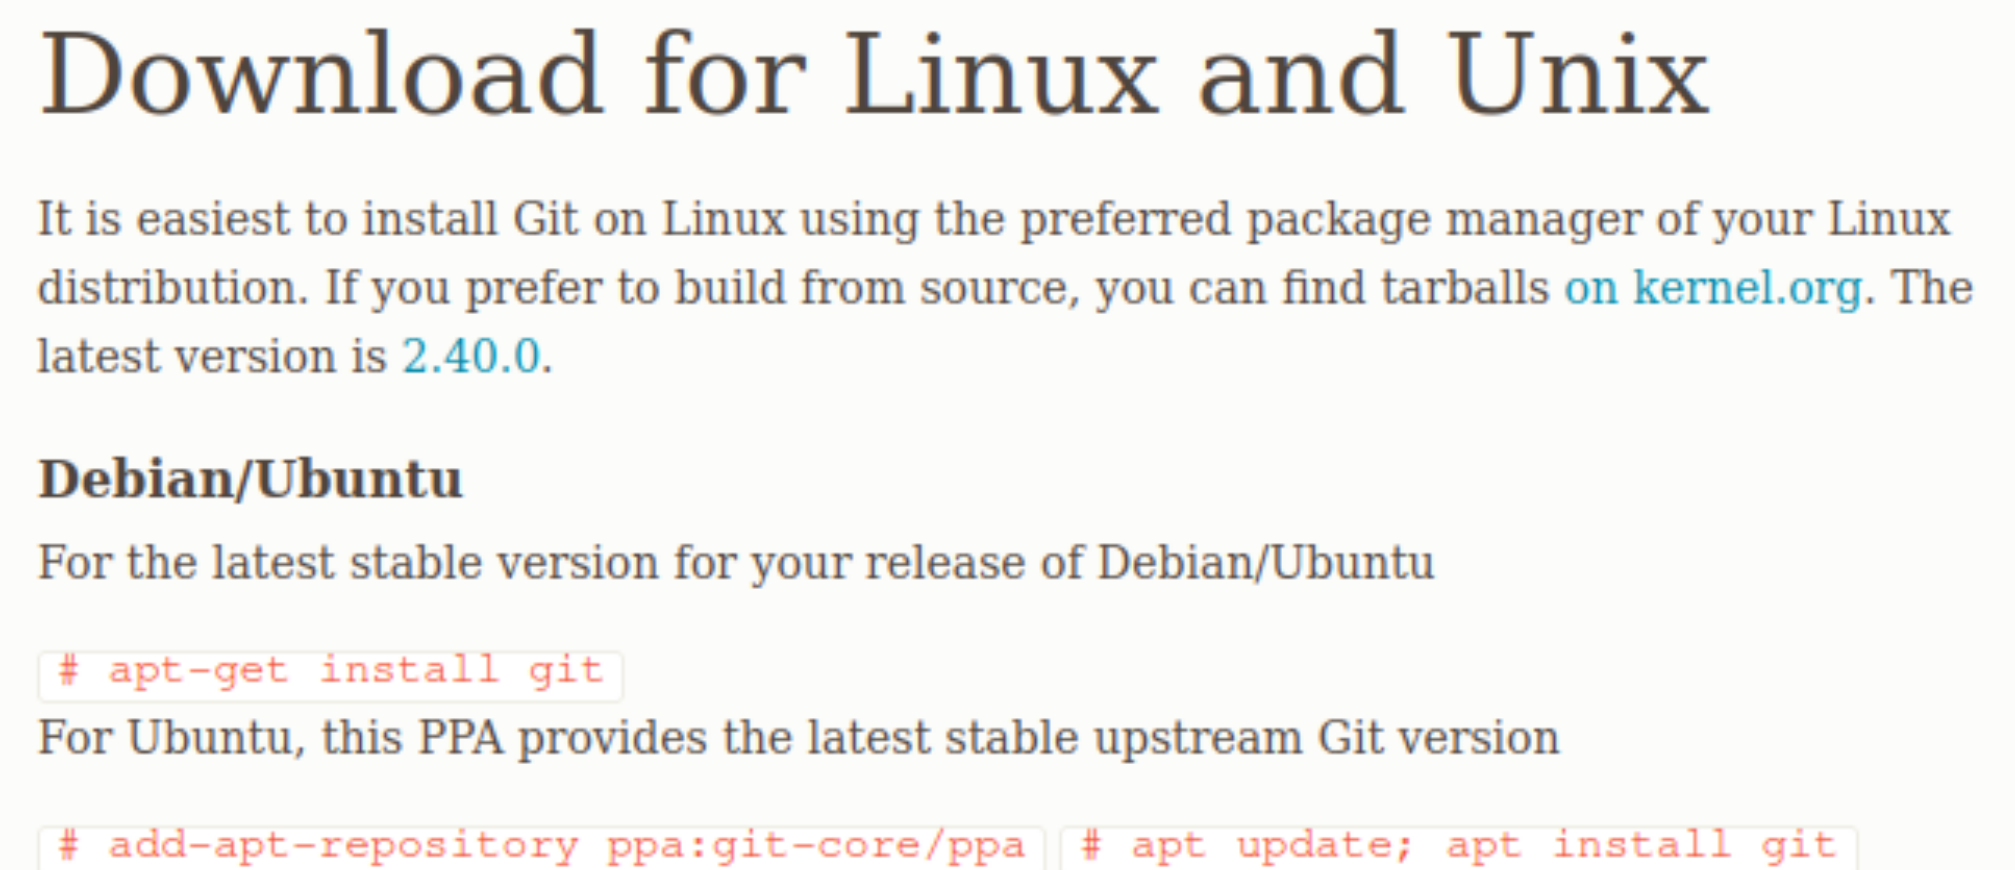 Download for Linux and Unix
It is easiest to install Git on Linux using the preferred package manager of your Linux
distribution. If you prefer to build from source, you can find tarballs on kernel.org. The
latest version is 2.40.0.
Debian/Ubuntu
For the latest stable version for your release of Debian/Ubuntu
# apt-get install git
For Ubuntu, this PPA provides the latest stable upstream Git version
# add-apt-repository ppa:git-core/ppa # apt update; apt install git